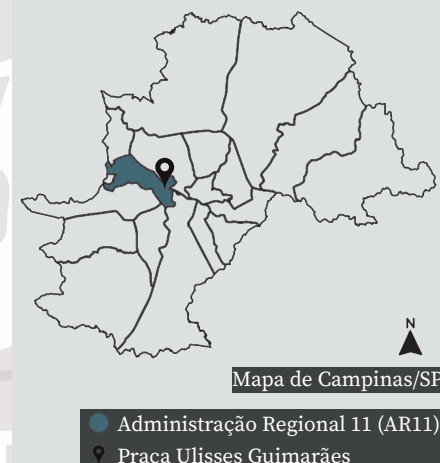 N
Mapa de Campinas/SP
Administração Regional 11 (AR11)
Praça Ulisses Guimarães